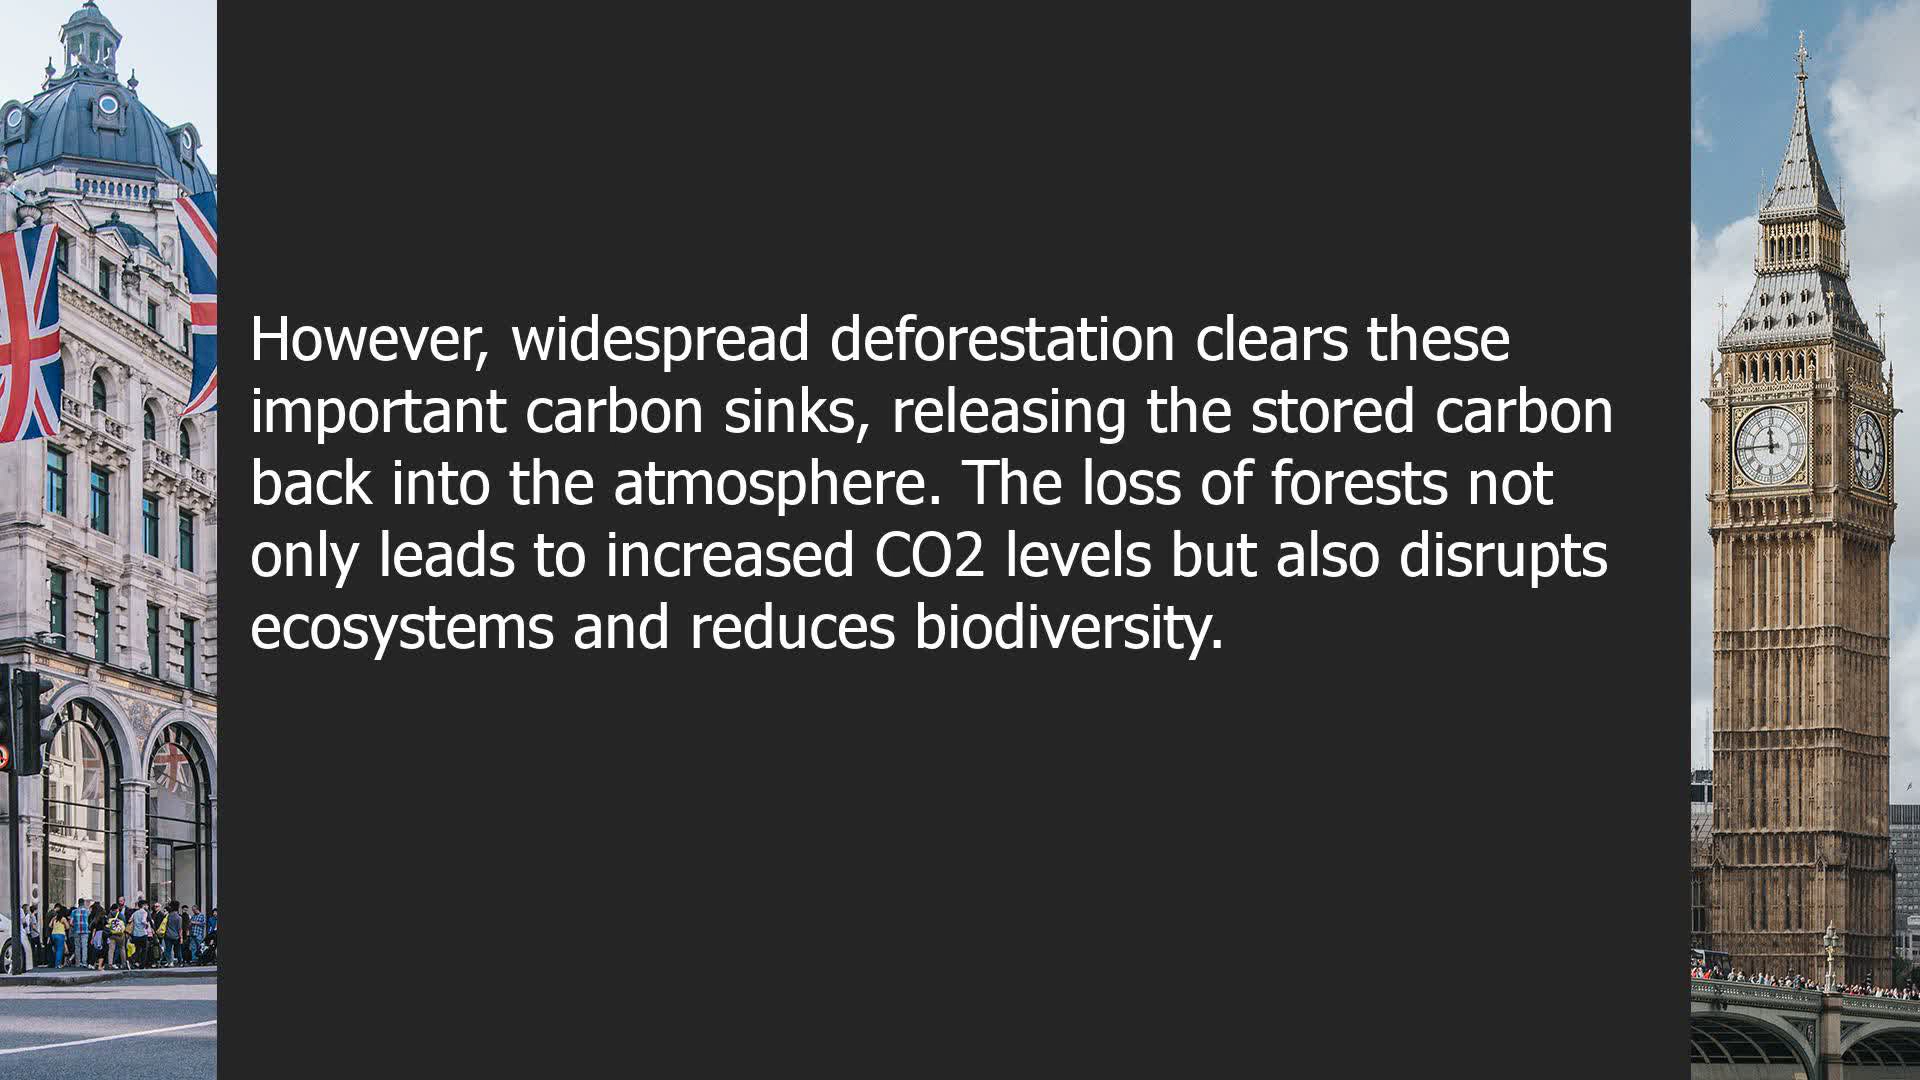 However, widespread deforestation clears these
important carbon sinks, releasing the stored carbon
back into the atmosphere. The loss of forests not
only leads to increased CO2 levels but also disrupts
ecosystems and reduces biodiversity.